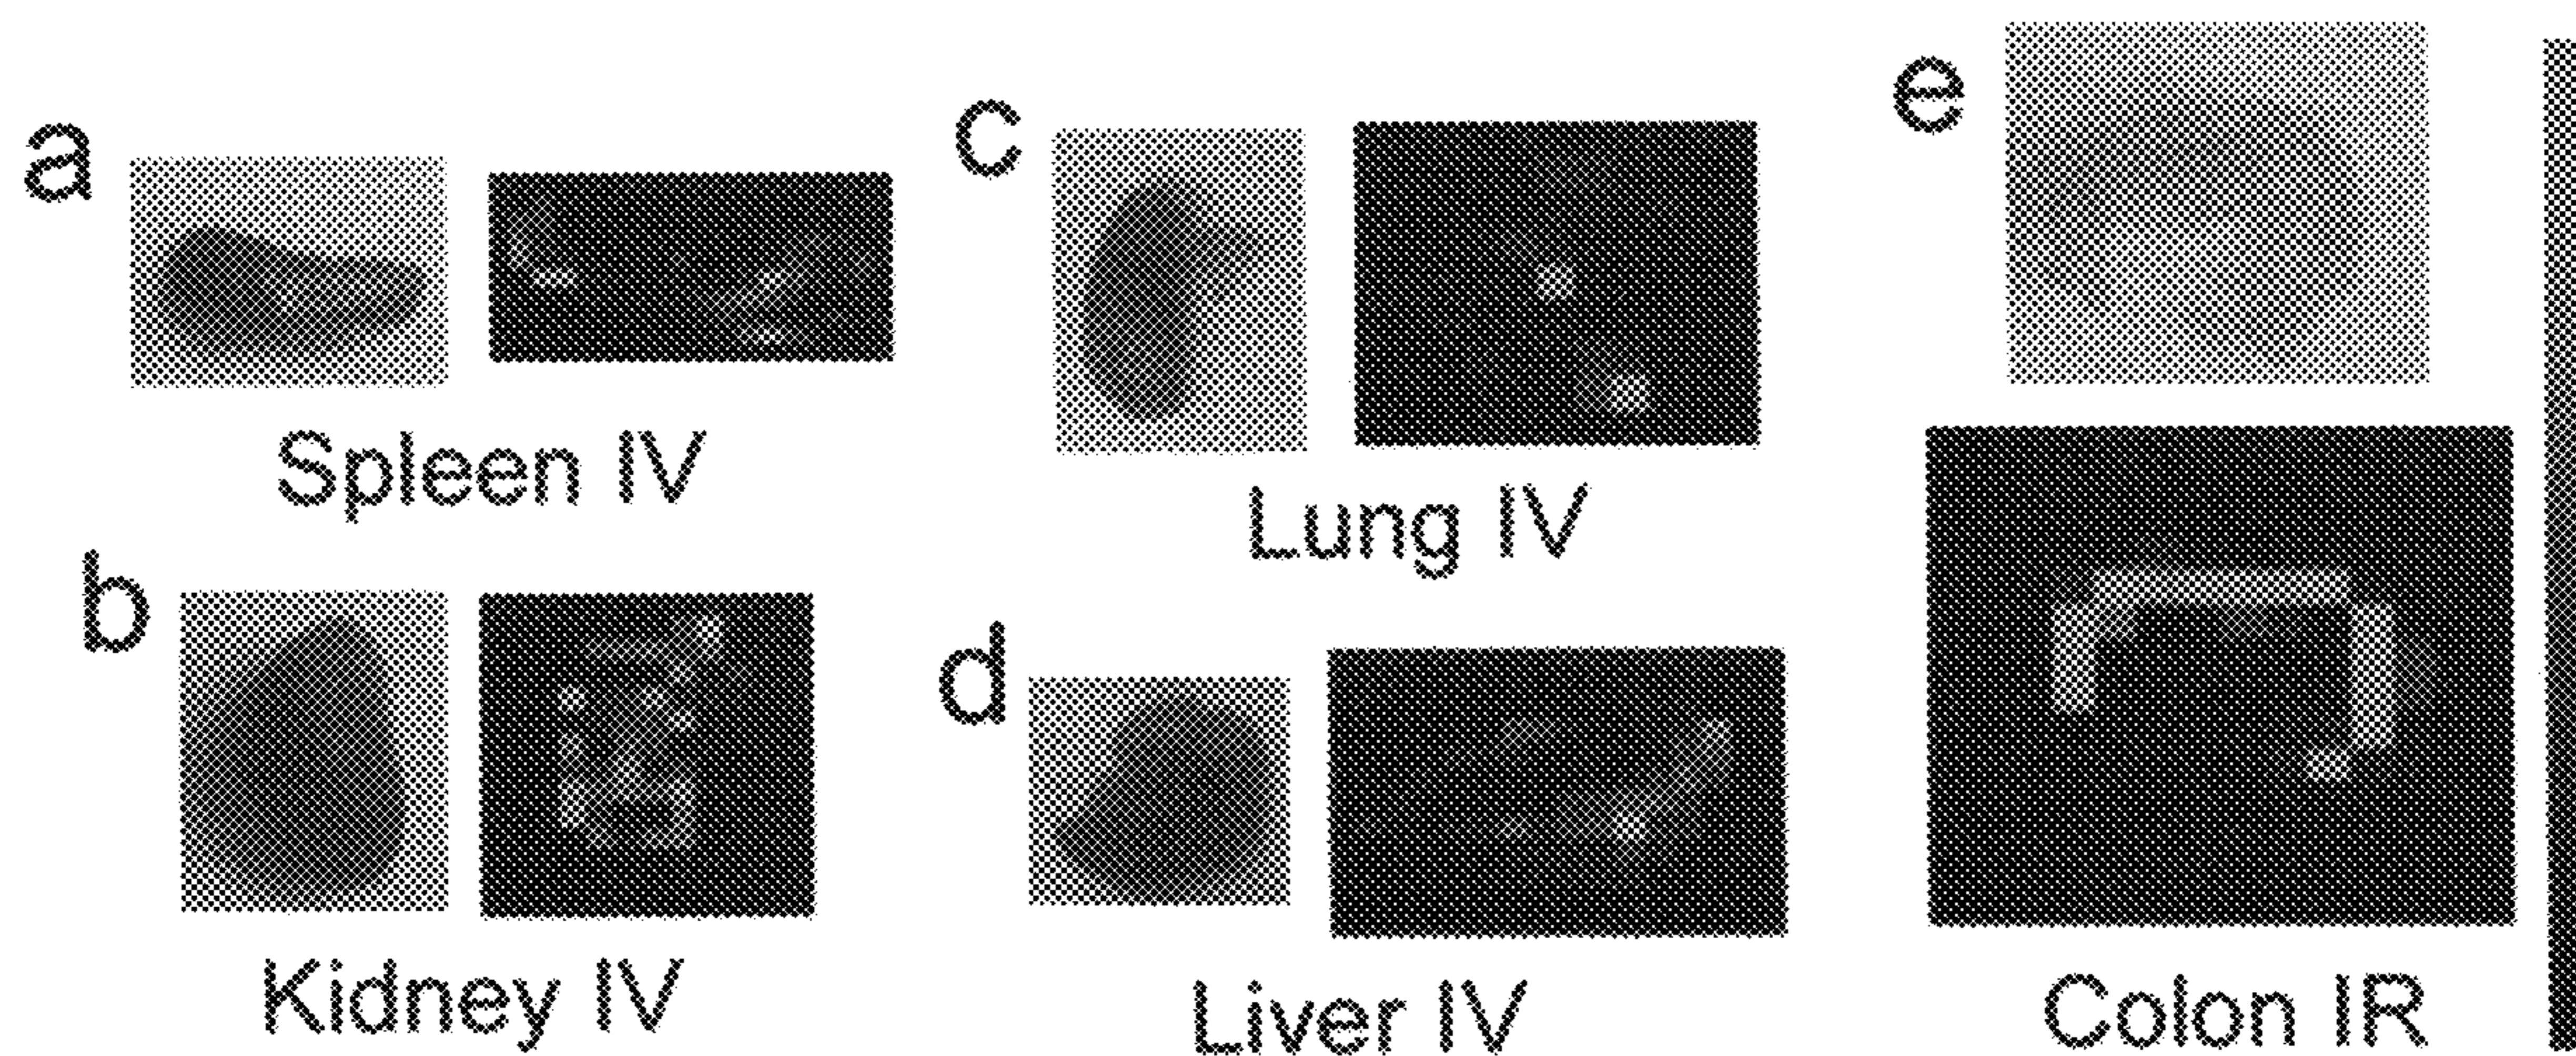 a
Spleen IV
b
Kidney IV
c
Lung IV
d
Liver IV
e
Colon IR